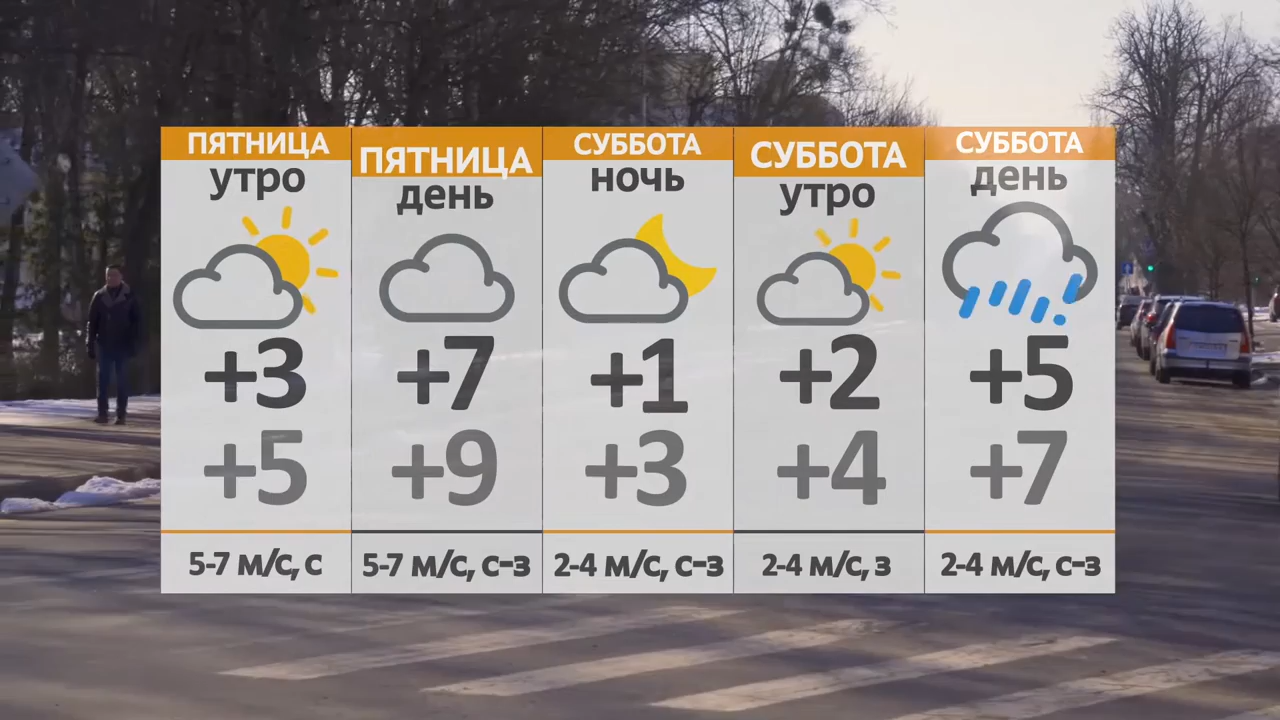 ПЯТНИЦА
утро
+3
+5
5-7 м/с, с
ПЯТНИЦА
день
+7
+9
5-7 м/с, с-з
СУББОТА
ночь
+1
+3
2-4 м/с, с-з
СУББОТА
утро
+2
+4
2-4 м/с, з
СУББОТА
день
+5
+7
2-4 м/с, с-з